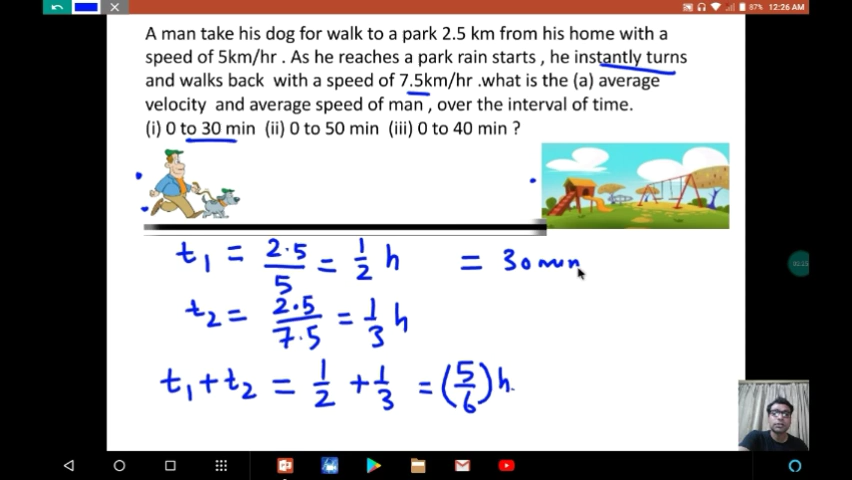 87% 12:26 AM
A man take his dog for walk to a park 2.5 km from his home with a
speed of 5km/hr . As he reaches a park rain starts , he instantly turns
and walks back with a speed of 7.5km/hr .what is the (a) average
velocity and average speed of man , over the interval of time.
(i) 0 to 30 min (ii) 0 to 50 min (iii) 0 to 40 min ?
t₁ = 2.5/5 = 1/2 h = 30 min
t₂ = 2.5/7.5 = 1/3 h
t₁ + t₂ = 1/2 + 1/3 = (5/6) h.